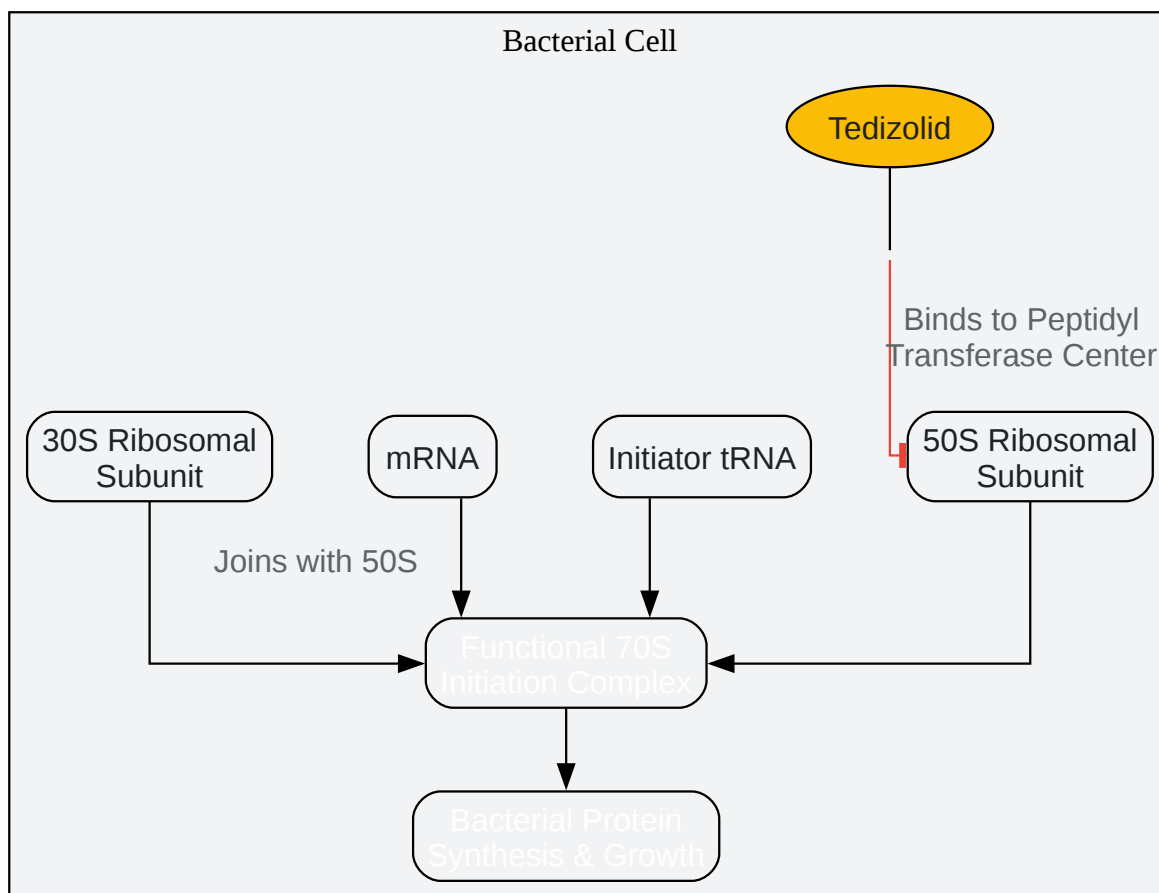 Bacterial Cell
Tedizolid
Binds to Peptidyl
Transferase Center
30S Ribosomal
Subunit
mRNA
Initiator tRNA
50S Ribosomal
Subunit
Joins with 50S
Functional 70S
Initiation Complex
Bacterial Protein
Synthesis & Growth